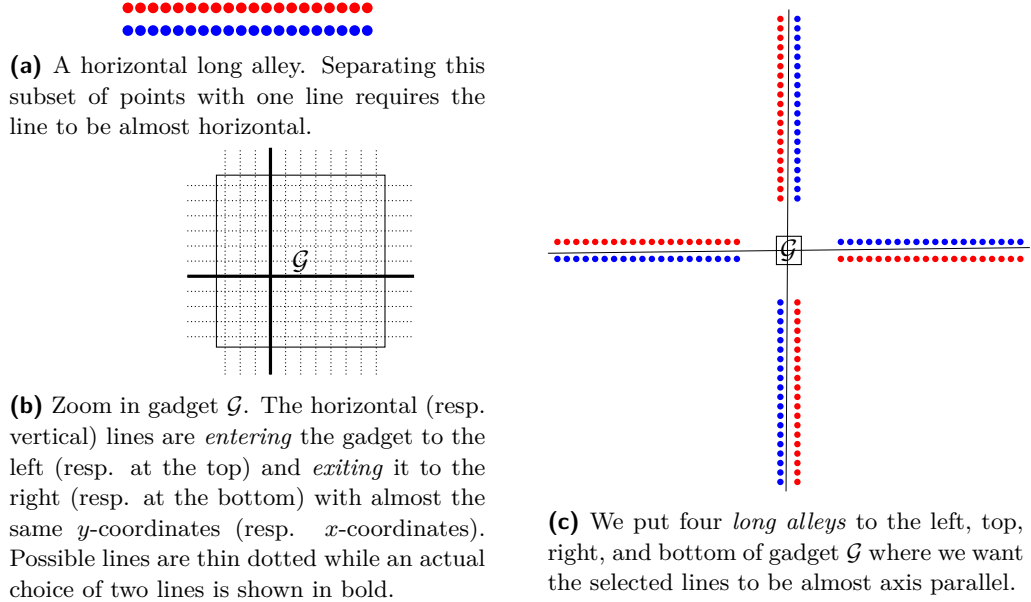 (a) A horizontal long alley. Separating this
subset of points with one line requires the
line to be almost horizontal.
𝒢
(b) Zoom in gadget 𝒢. The horizontal (resp.
vertical) lines are entering the gadget to the
left (resp. at the top) and exiting it to the
right (resp. at the bottom) with almost the
same y-coordinates (resp. x-coordinates).
Possible lines are thin dotted while an actual
choice of two lines is shown in bold.
𝒢
(c) We put four long alleys to the left, top,
right, and bottom of gadget 𝒢 where we want
the selected lines to be almost axis parallel.